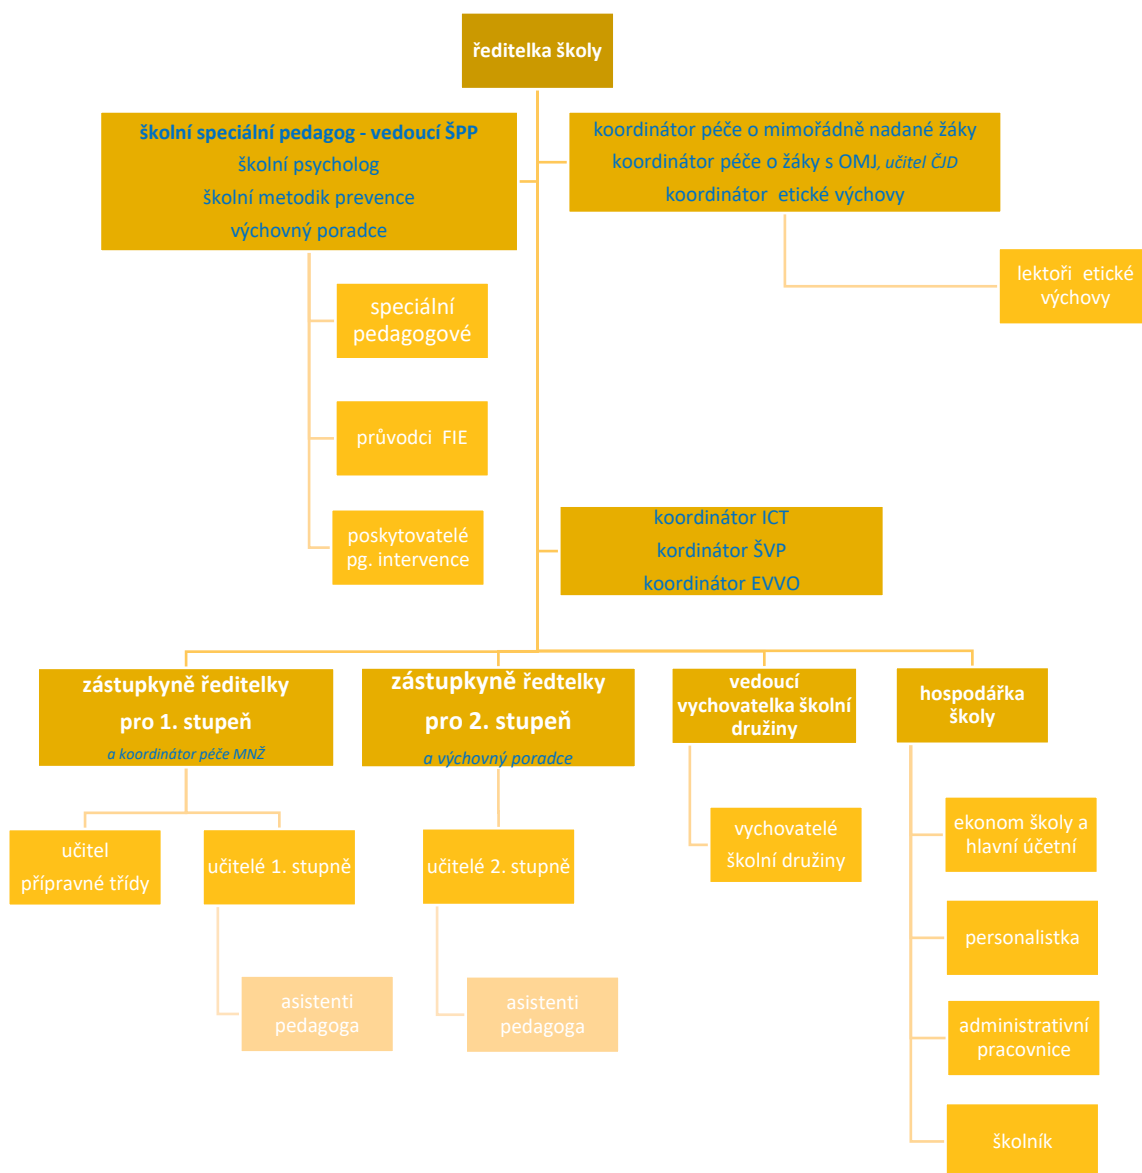 ředitelka školy
školní speciální pedagog - vedoucí ŠPP
školní psycholog
školní metodik prevence
výchovný poradce
koordinátor péče o mimořádně nadané žáky
koordinátor péče o žáky s OMJ, učitel ČJD
koordinátor etické výchovy
lektoři etické
výchovy
speciální
pedagogové
průvodci FIE
poskytovatelé
pg. intervence
koordinátor ICT
kordinátor ŠVP
koordinátor EVVO
zástupkyně ředitelky
pro 1. stupeň
a koordinátor péče MNŽ
zástupkyně ředtelky
pro 2. stupeň
a výchovný poradce
vedoucí
vychovatelka školní
družiny
hospodářka
školy
učitel
přípravné třídy
učitelé 1. stupně
učitelé 2. stupně
vychovatelé
školní družiny
ekonom školy a
hlavní účetní
personalistka
asistenti
pedagoga
asistenti
pedagoga
administrativní
pracovnice
školník